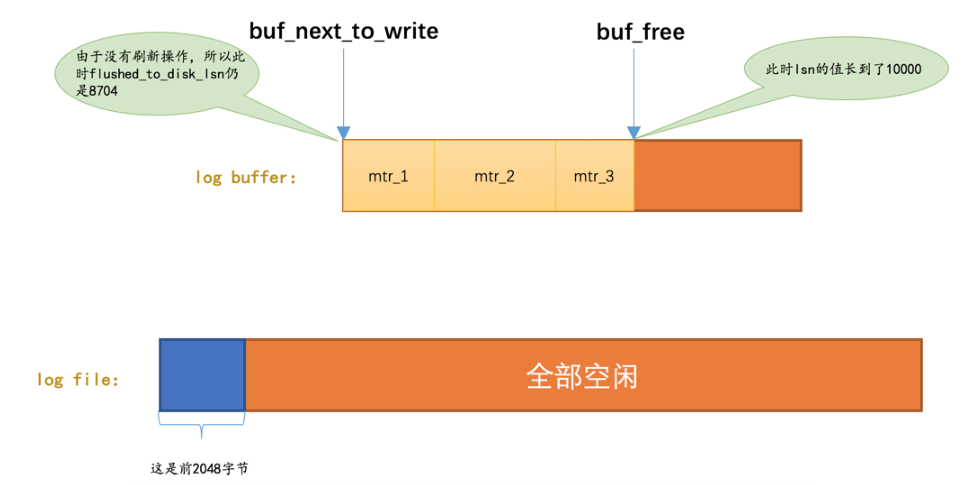 buf_next_to_write
buf_free
由于没有刷新操作，所以此
时flushed_to_disk_lsn仍
是8704
此时lsn的值长到了10000
log buffer:
mtr_1
mtr_2
mtr_3
log file:
全部空闲
这是前2048字节